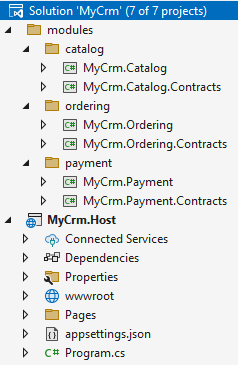 Solution 'MyCrm' (7 of 7 projects)
modules
catalog
C# MyCrm.Catalog
C# MyCrm.Catalog.Contracts
ordering
C# MyCrm.Ordering
C# MyCrm.Ordering.Contracts
payment
C# MyCrm.Payment
C# MyCrm.Payment.Contracts
MyCrm.Host
Connected Services
Dependencies
Properties
wwwroot
Pages
appsettings.json
C# Program.cs